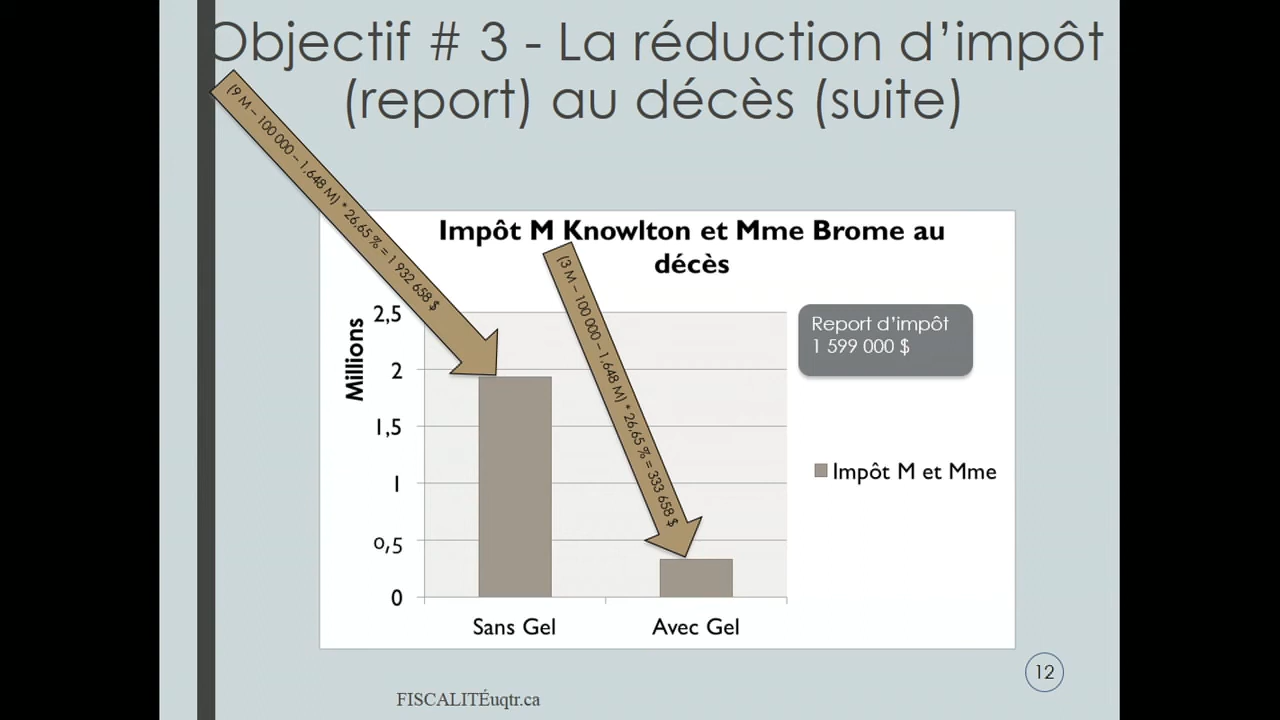 Objectif # 3 - La réduction d’impôt
(report) au décès (suite)
(9 M – 100 000 – 1,648 M) * 26,65 % = 1 932 658 $
Impôt M Knowlton et Mme Brome au
décès
(3 M – 100 000 – 1,648 M) * 26,65 % = 333 658 $
Millions
2,5
2
1,5
1
0,5
0
Sans Gel
Avec Gel
Report d’impôt
1 599 000 $
Impôt M et Mme
12
FISCALITÉuqtr.ca